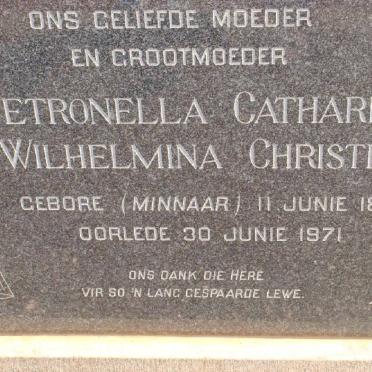 ONS GELIEFDE MOEDER
EN GROOTMOEDER
ETRONELLA CATHAR
WILHELMINA CHRISTI
GEBORE (MINNAAR) 11 JUNIE 18
OORLEDE 30 JUNIE 1971
ONS DANK DIE HERE
VIR SO 'N LANG GESPAARDE LEWE.